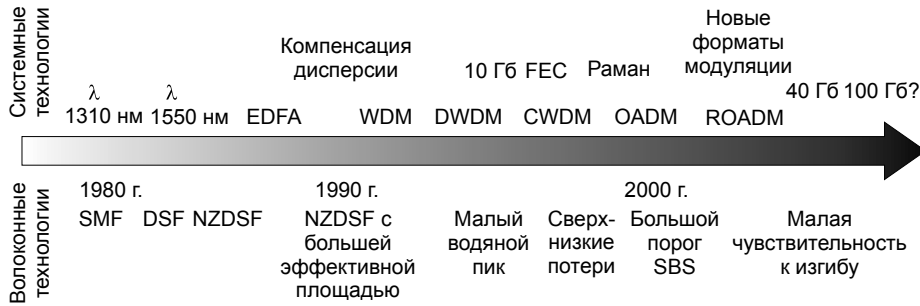 Системные
технологии
Компенсация
дисперсии
10 Гб FEC
Раман
Новые
форматы
модуляции
40 Гб 100 Гб?
λ
1310 нм
λ
1550 нм
EDFA
WDM
DWDM
CWDM
OADM
ROADM
Волоконные
технологии
1980 г.
1990 г.
2000 г.
SMF
DSF
NZDSF
NZDSF с
большей
эффективной
площадью
Малый
водяной
пик
Сверх-
низкие
потери
Большой
порог
SBS
Малая
чувствительность
к изгибу